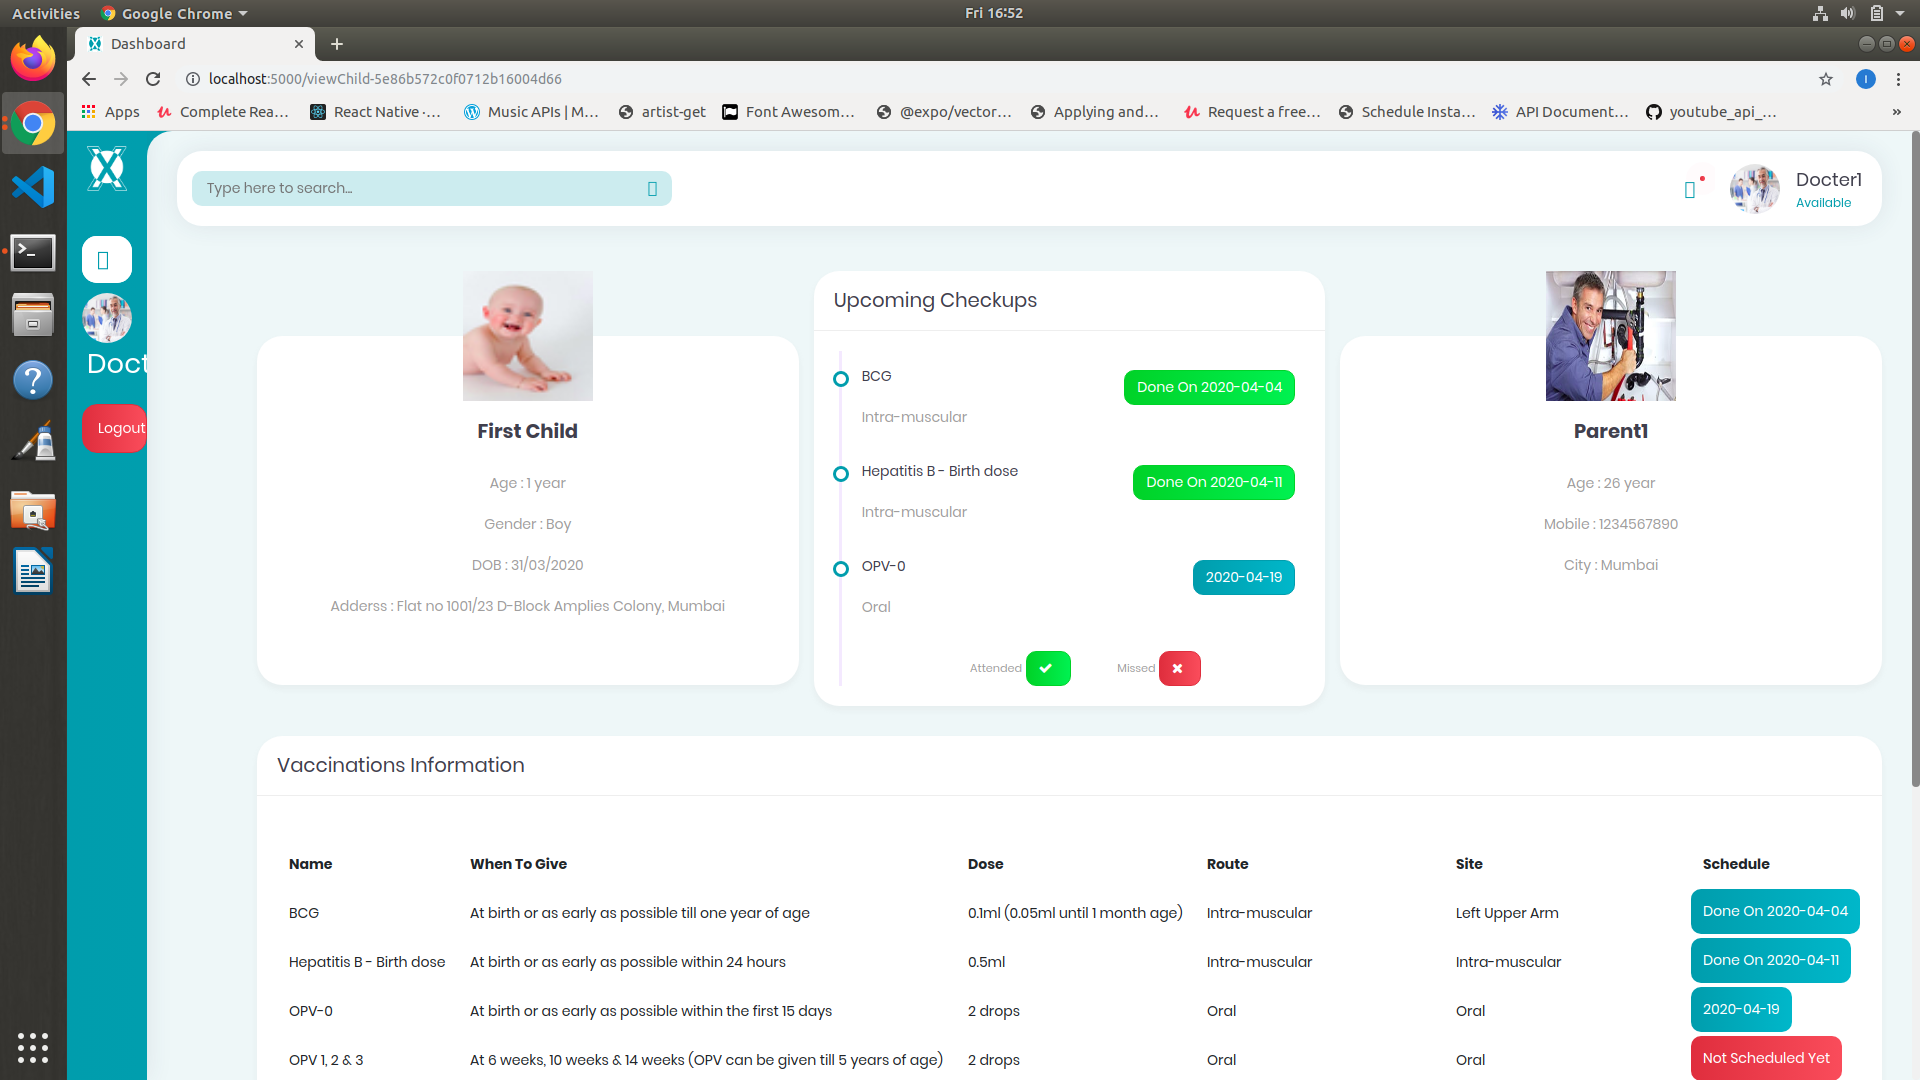 Activities
Google Chrome
Fri 16:52
Dashboard
localhost:5000/viewChild-5e86b572c0f0712b16004d66
Apps
Complete Rea...
React Native ·...
Music APIs | M...
artist-get
Font Awesom...
@expo/vector...
Applying and...
Request a free...
Schedule Insta...
API Document...
youtube_api_...
»
Type here to search...
Docter1
Available
Doct
Logout
First Child
Age : 1 year
Gender : Boy
DOB : 31/03/2020
Adderss : Flat no 1001/23 D-Block Amplies Colony, Mumbai
Upcoming Checkups
BCG
Done On 2020-04-04
Intra-muscular
Hepatitis B - Birth dose
Done On 2020-04-11
Intra-muscular
OPV-0
2020-04-19
Oral
Attended
Missed
Parent1
Age : 26 year
Mobile : 1234567890
City : Mumbai
Vaccinations Information
Name When To Give Dose Route Site Schedule
BCG At birth or as early as possible till one year of age 0.1ml (0.05ml until 1 month age) Intra-muscular Left Upper Arm Done On 2020-04-04
Hepatitis B - Birth dose At birth or as early as possible within 24 hours 0.5ml Intra-muscular Intra-muscular Done On 2020-04-11
OPV-0 At birth or as early as possible within the first 15 days 2 drops Oral Oral 2020-04-19
OPV 1, 2 & 3 At 6 weeks, 10 weeks & 14 weeks (OPV can be given till 5 years of age) 2 drops Oral Oral Not Scheduled Yet